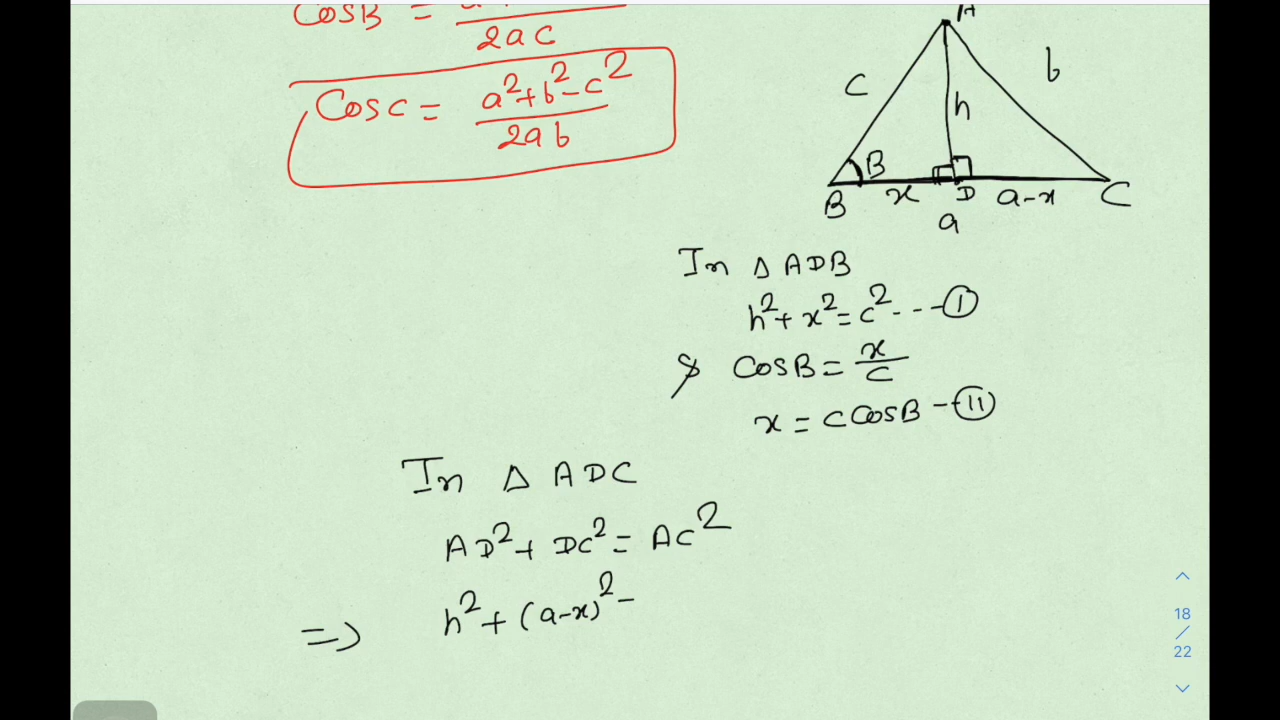 CosB =
2ac
Cosc = a²+b²-c²
2ab
A
c
b
h
B
B x D a-x C
a
In Δ ADB
h²+x²=c² --- (I)
& CosB = x/c
x = c CosB -- (II)
In Δ ADC
AD²+ DC² = AC²
=> h²+(a-x)² -
18
/
22